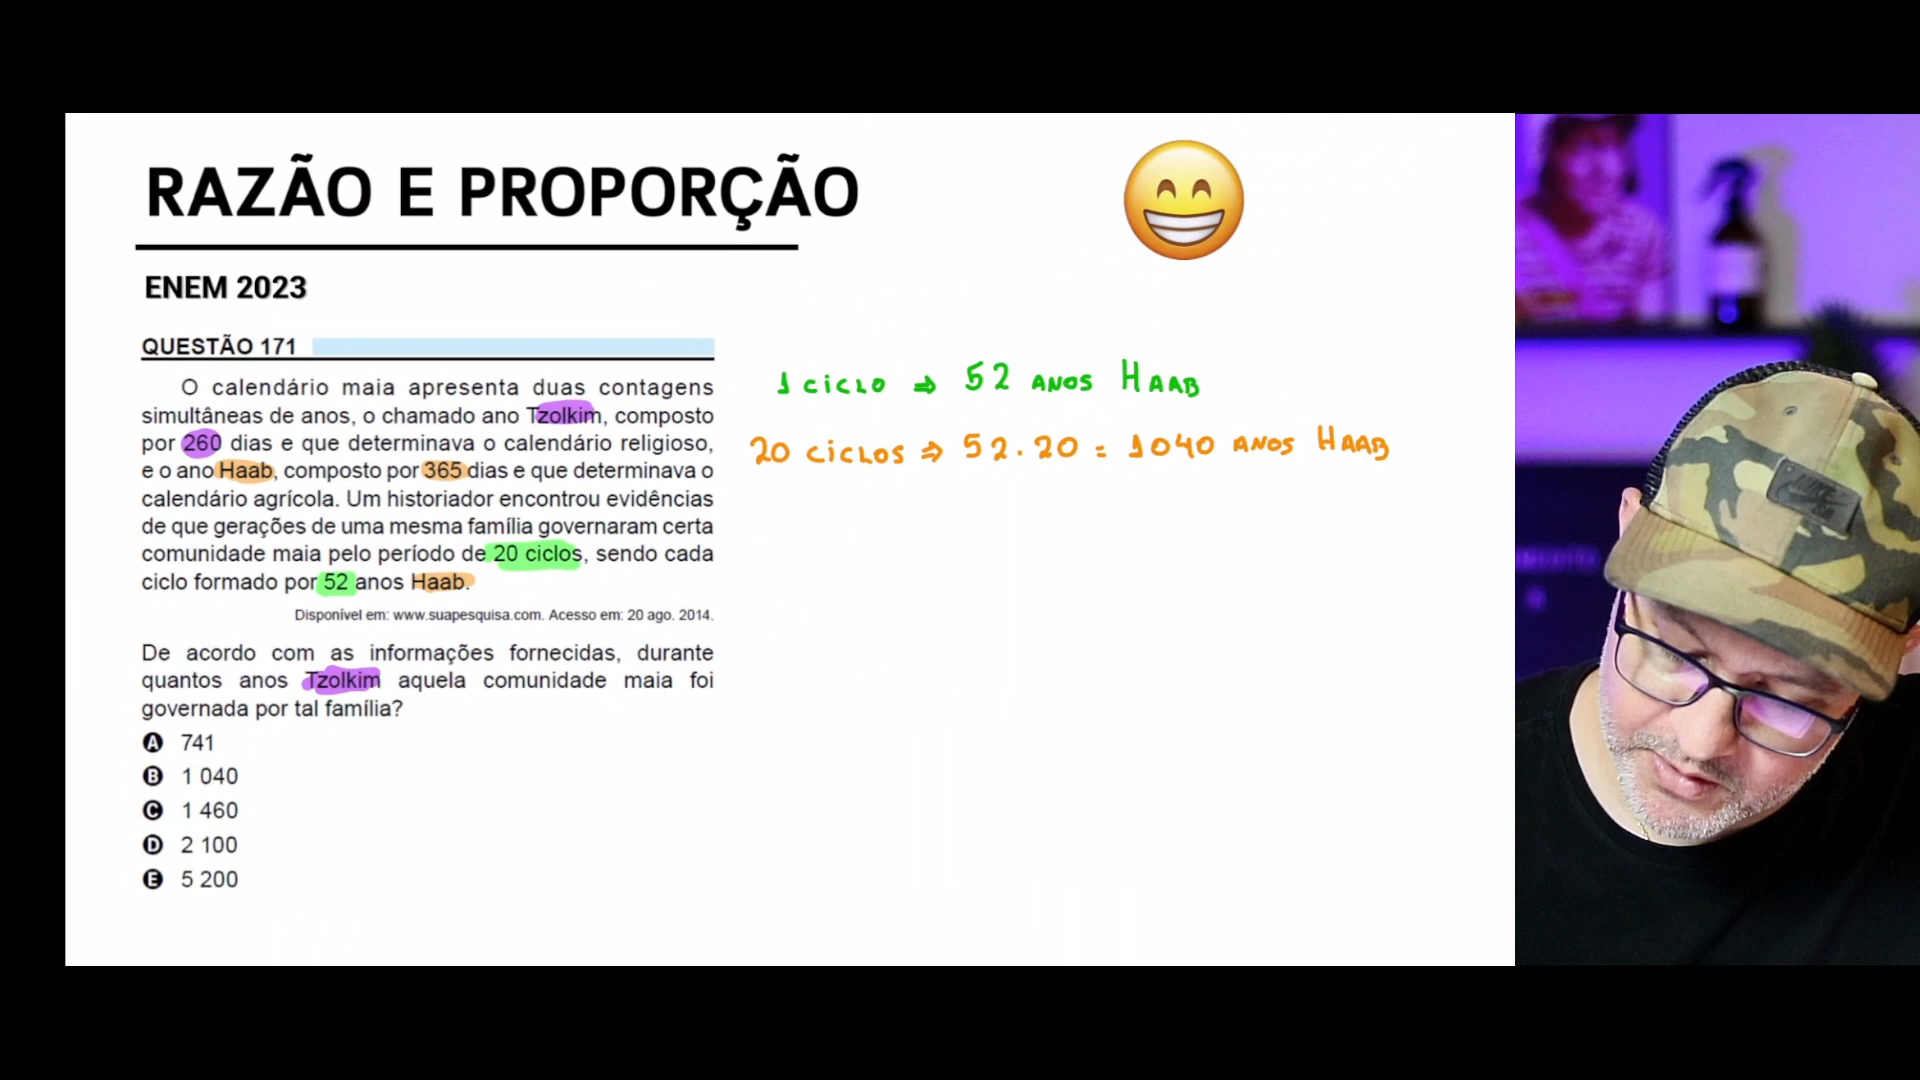 RAZÃO E PROPORÇÃO
ENEM 2023
QUESTÃO 171
O calendário maia apresenta duas contagens
simultâneas de anos, o chamado ano Tzolkim, composto
por 260 dias e que determinava o calendário religioso,
e o ano Haab, composto por 365 dias e que determinava o
calendário agrícola. Um historiador encontrou evidências
de que gerações de uma mesma família governaram certa
comunidade maia pelo período de 20 ciclos, sendo cada
ciclo formado por 52 anos Haab.
Disponível em: www.suapesquisa.com. Acesso em: 20 ago. 2014.
De acordo com as informações fornecidas, durante
quantos anos Tzolkim aquela comunidade maia foi
governada por tal família?
A 741
B 1 040
C 1 460
D 2 100
E 5 200
1 CICLO ⇒ 52 ANOS HAAB
20 CICLOS ⇒ 52.20 = 1040 ANOS HAAB